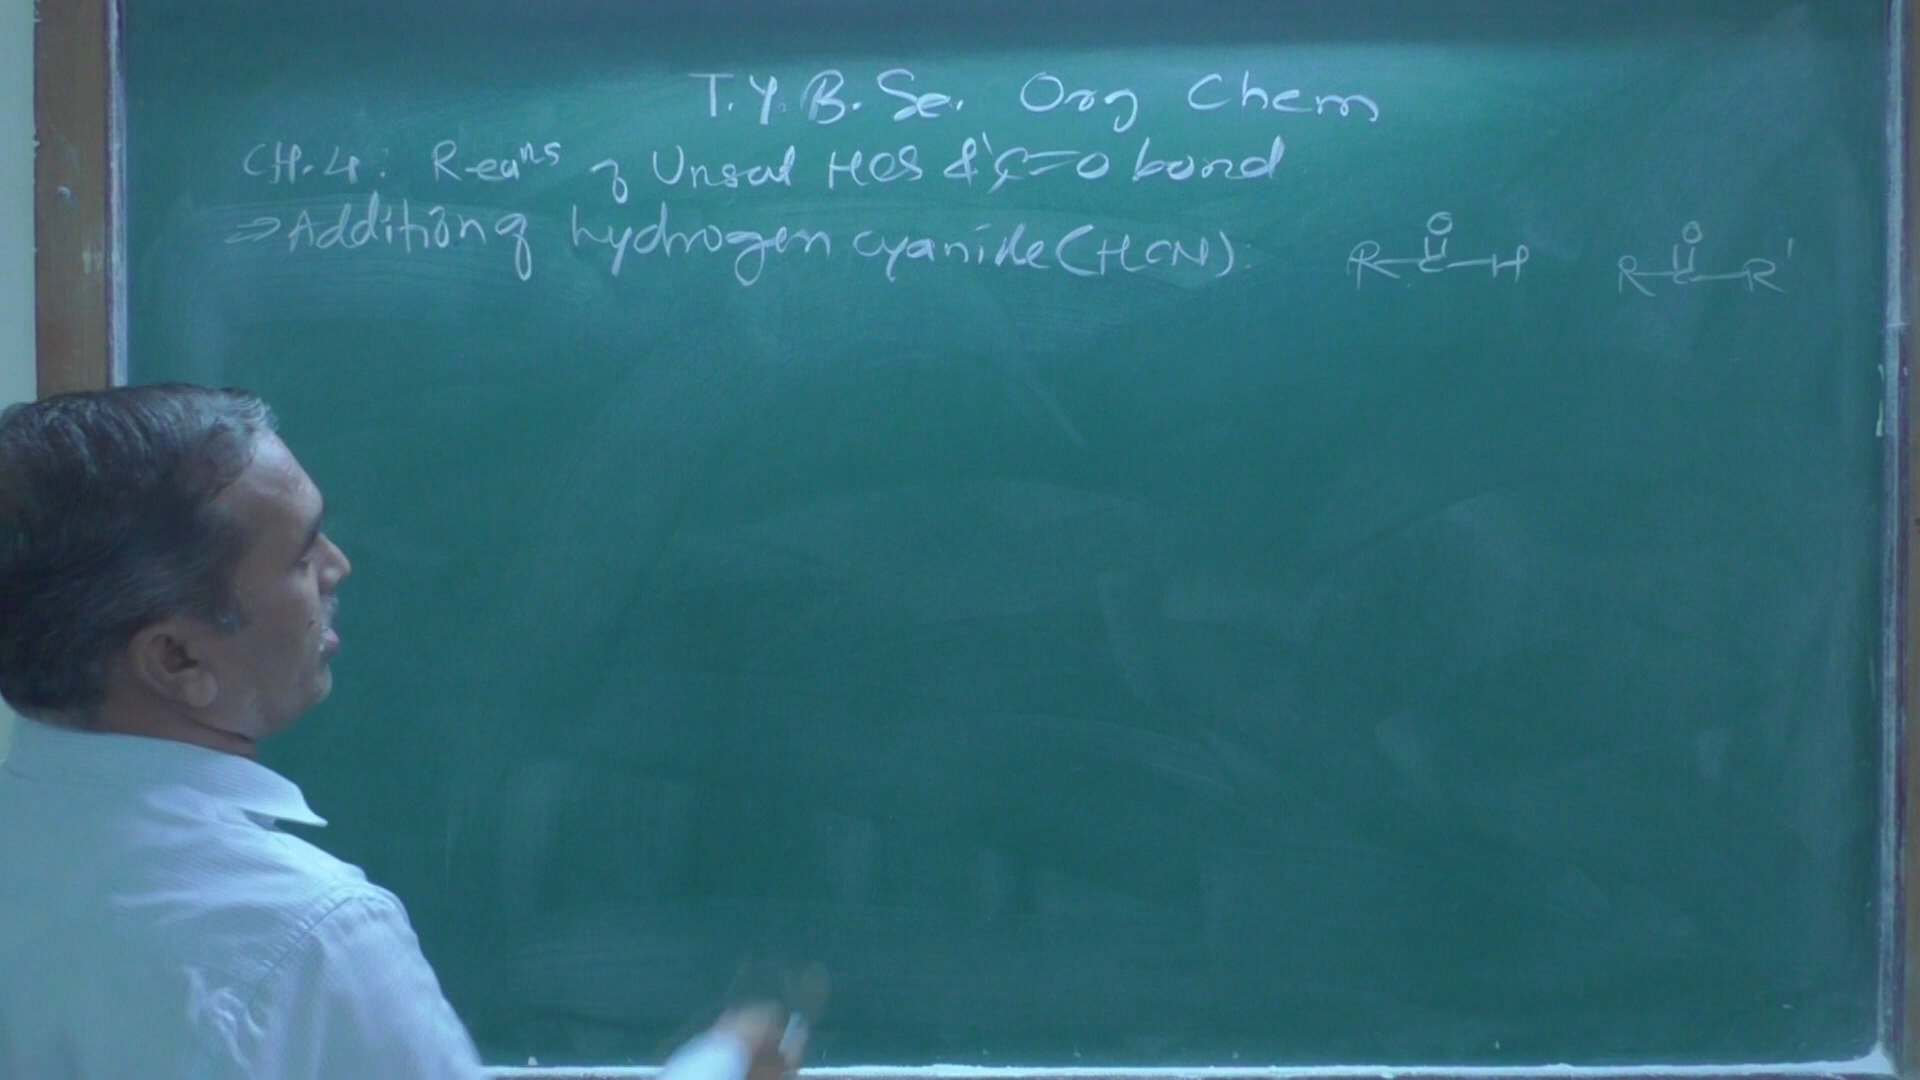 T.Y.B.Sc. Org Chem
CH.4: Reaⁿˢ of Unsat HCS & C=O bond
⇒ Addition of hydrogen cyanide (HCN):
O O
R-C-H R-C-R'